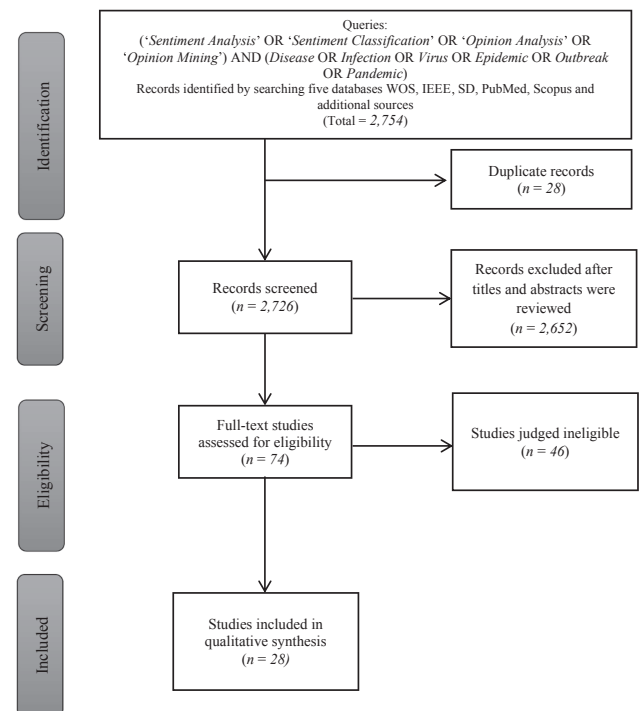 Queries:
('Sentiment Analysis' OR 'Sentiment Classification' OR 'Opinion Analysis' OR
'Opinion Mining') AND (Disease OR Infection OR Virus OR Epidemic OR Outbreak
OR Pandemic)
Records identified by searching five databases WOS, IEEE, SD, PubMed, Scopus and
additional sources
(Total = 2,754)
Identification
Duplicate records
(n = 28)
Screening
Records screened
(n = 2,726)
Records excluded after
titles and abstracts were
reviewed
(n = 2,652)
Eligibility
Full-text studies
assessed for eligibility
(n = 74)
Studies judged ineligible
(n = 46)
Included
Studies included in
qualitative synthesis
(n = 28)